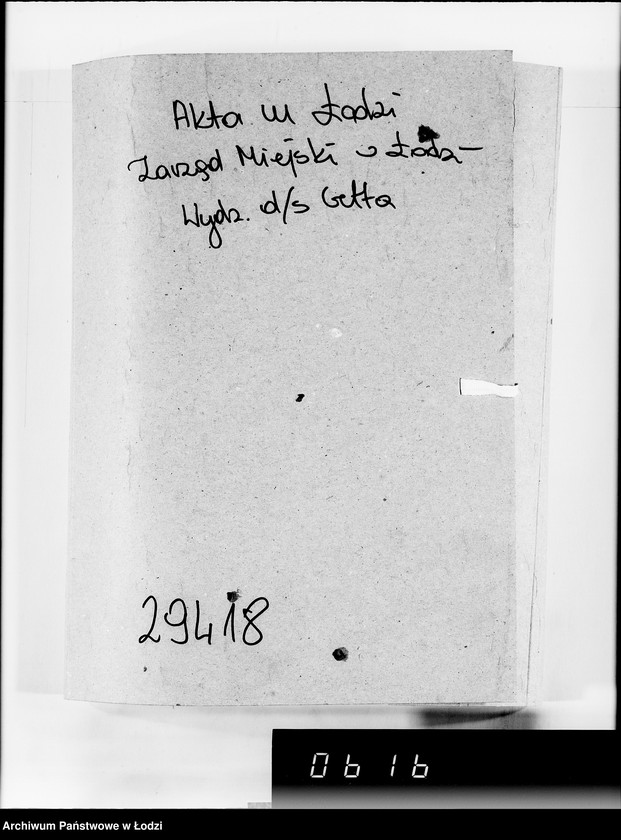 Akta m Łodzi
Zarząd Miejski w Łodzi –
Wydz. d/s Getta
29418
0616
Archiwum Państwowe w Łodzi